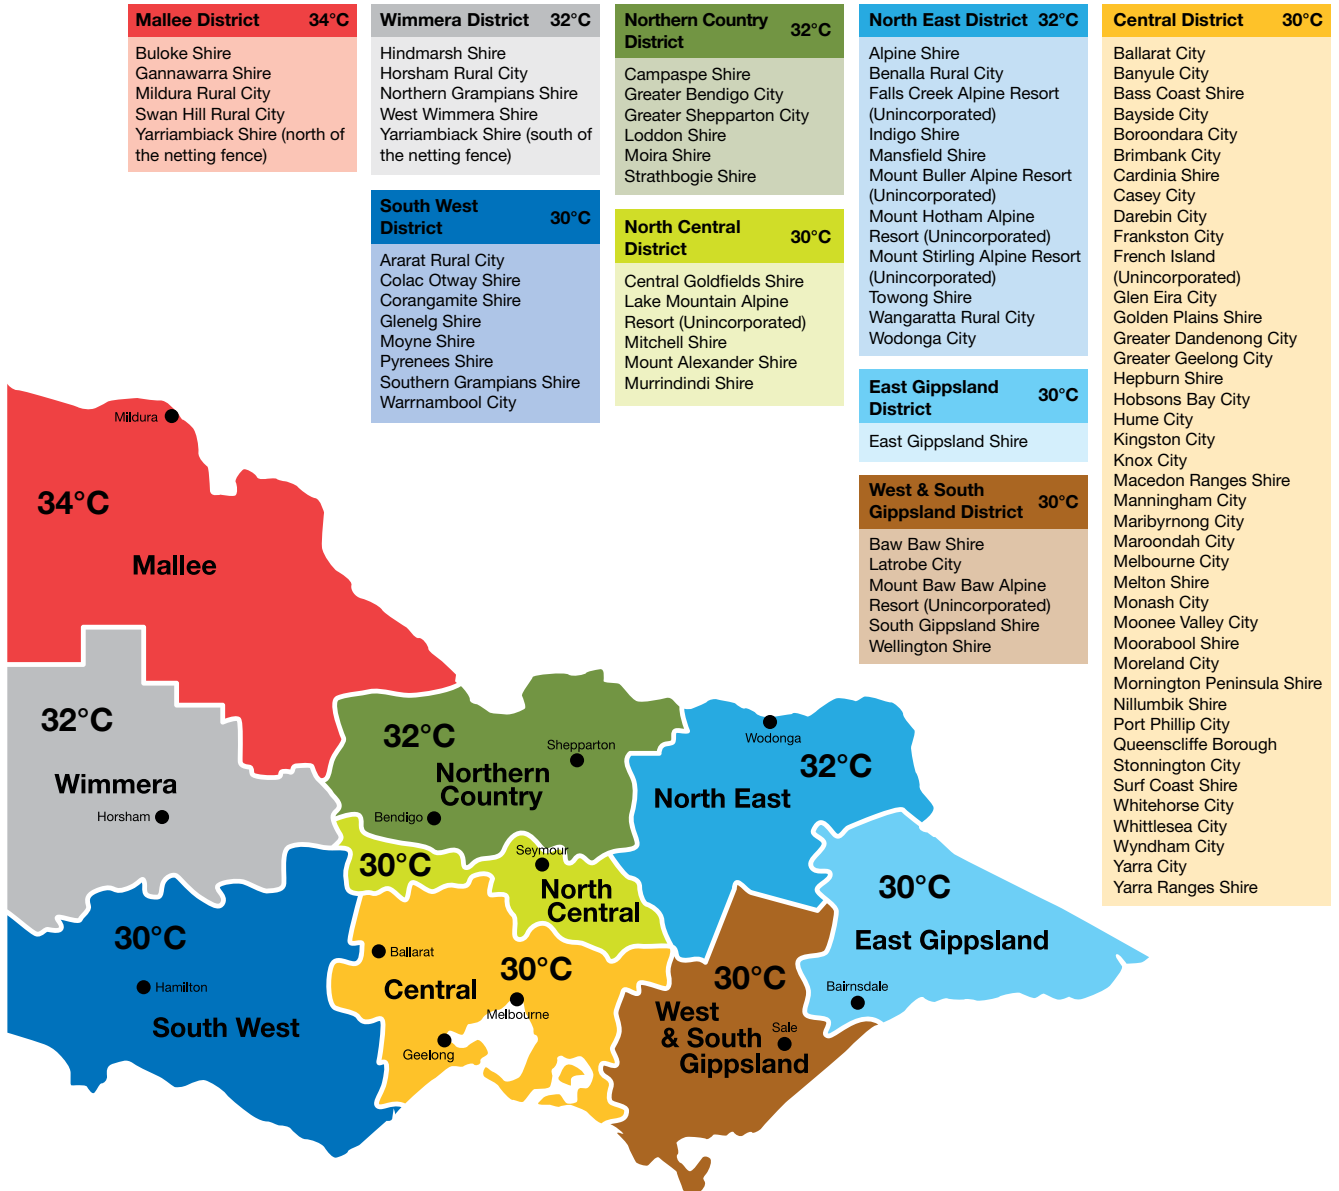 Mallee District 34°C
Buloke Shire
Gannawarra Shire
Mildura Rural City
Swan Hill Rural City
Yarriambiack Shire (north of
the netting fence)
Wimmera District 32°C
Hindmarsh Shire
Horsham Rural City
Northern Grampians Shire
West Wimmera Shire
Yarriambiack Shire (south of
the netting fence)
South West
District 30°C
Ararat Rural City
Colac Otway Shire
Corangamite Shire
Glenelg Shire
Moyne Shire
Pyrenees Shire
Southern Grampians Shire
Warrnambool City
Northern Country
District 32°C
Campaspe Shire
Greater Bendigo City
Greater Shepparton City
Loddon Shire
Moira Shire
Strathbogie Shire
North Central
District 30°C
Central Goldfields Shire
Lake Mountain Alpine
Resort (Unincorporated)
Mitchell Shire
Mount Alexander Shire
Murrindindi Shire
North East District 32°C
Alpine Shire
Benalla Rural City
Falls Creek Alpine Resort
(Unincorporated)
Indigo Shire
Mansfield Shire
Mount Buller Alpine Resort
(Unincorporated)
Mount Hotham Alpine
Resort (Unincorporated)
Mount Stirling Alpine Resort
(Unincorporated)
Towong Shire
Wangaratta Rural City
Wodonga City
East Gippsland
District 30°C
East Gippsland Shire
West & South
Gippsland District 30°C
Baw Baw Shire
Latrobe City
Mount Baw Baw Alpine
Resort (Unincorporated)
South Gippsland Shire
Wellington Shire
Central District 30°C
Ballarat City
Banyule City
Bass Coast Shire
Bayside City
Boroondara City
Brimbank City
Cardinia Shire
Casey City
Darebin City
Frankston City
French Island
(Unincorporated)
Glen Eira City
Golden Plains Shire
Greater Dandenong City
Greater Geelong City
Hepburn Shire
Hobsons Bay City
Hume City
Kingston City
Knox City
Macedon Ranges Shire
Manningham City
Maribyrnong City
Maroondah City
Melbourne City
Melton Shire
Monash City
Moonee Valley City
Moorabool Shire
Moreland City
Mornington Peninsula Shire
Nillumbik Shire
Port Phillip City
Queenscliffe Borough
Stonnington City
Surf Coast Shire
Whitehorse City
Whittlesea City
Wyndham City
Yarra City
Yarra Ranges Shire
Mildura
34°C
Mallee
32°C
Wimmera
Horsham
32°C
Shepparton
Northern
Country
Bendigo
Wodonga
32°C
North East
30°C
Seymour
North
Central
30°C
East Gippsland
Bairnsdale
30°C
Hamilton
South West
Ballarat
30°C
Central
Melbourne
Geelong
30°C
West
& South
Gippsland
Sale